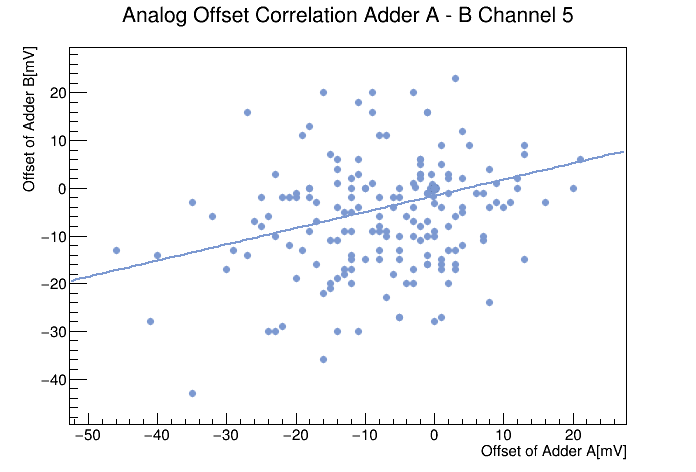 Analog Offset Correlation Adder A - B Channel 5
Offset of Adder B[mV]
20
10
0
−10
−20
−30
−40
−50 −40 −30 −20 −10 0 10 20
Offset of Adder A[mV]